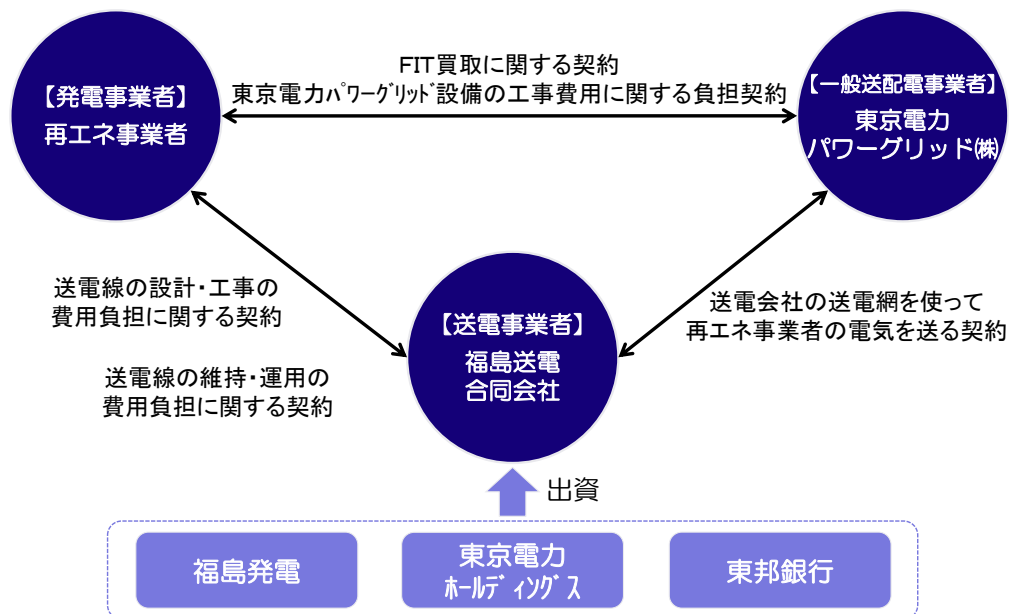 FIT買取に関する契約
東京電力ﾊﾟﾜｰｸﾞﾘｯﾄﾞ設備の工事費用に関する負担契約
【発電事業者】
再エネ事業者
【一般送配電事業者】
東京電力
パワーグリッド㈱
送電線の設計・工事の
費用負担に関する契約
送電線の維持・運用の
費用負担に関する契約
【送電事業者】
福島送電
合同会社
送電会社の送電網を使って
再エネ事業者の電気を送る契約
出資
福島発電
東京電力
ﾎｰﾙﾃﾞｨﾝｸﾞｽ
東邦銀行